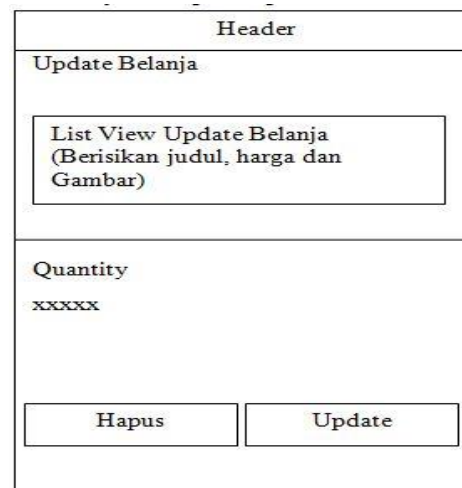 Header
Update Belanja
List View Update Belanja
(Berisikan judul, harga dan
Gambar)
Quantity
xxxxx
Hapus
Update